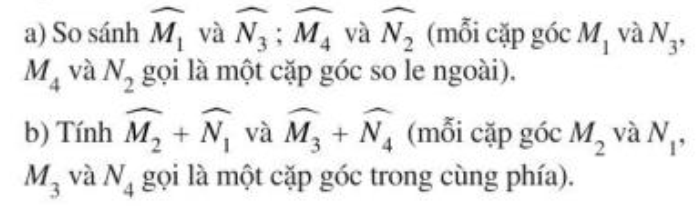 a) So sánh $\widehat{M_1}$ và $\widehat{N_3}$ ; $\widehat{M_4}$ và $\widehat{N_2}$ (mỗi cặp góc $M_1$ và $N_3$,
$M_4$ và $N_2$ gọi là một cặp góc so le ngoài).
b) Tính $\widehat{M_2}$ + $\widehat{N_1}$ và $\widehat{M_3}$ + $\widehat{N_4}$ (mỗi cặp góc $M_2$ và $N_1$,
$M_3$ và $N_4$ gọi là một cặp góc trong cùng phía).